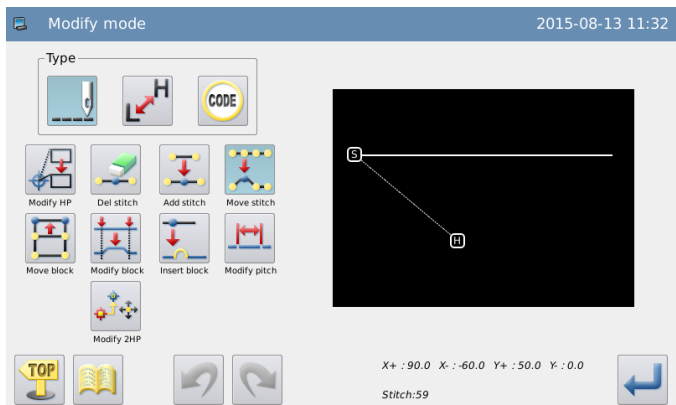 Modify mode 2015-08-13 11:32
Type
L H CODE
Modify HP Del stitch Add stitch Move stitch
Move block Modify block Insert block Modify pitch
Modify 2HP
S
H
TOP
X+ : 90.0 X- : -60.0 Y+ : 50.0 Y- : 0.0
Stitch:59